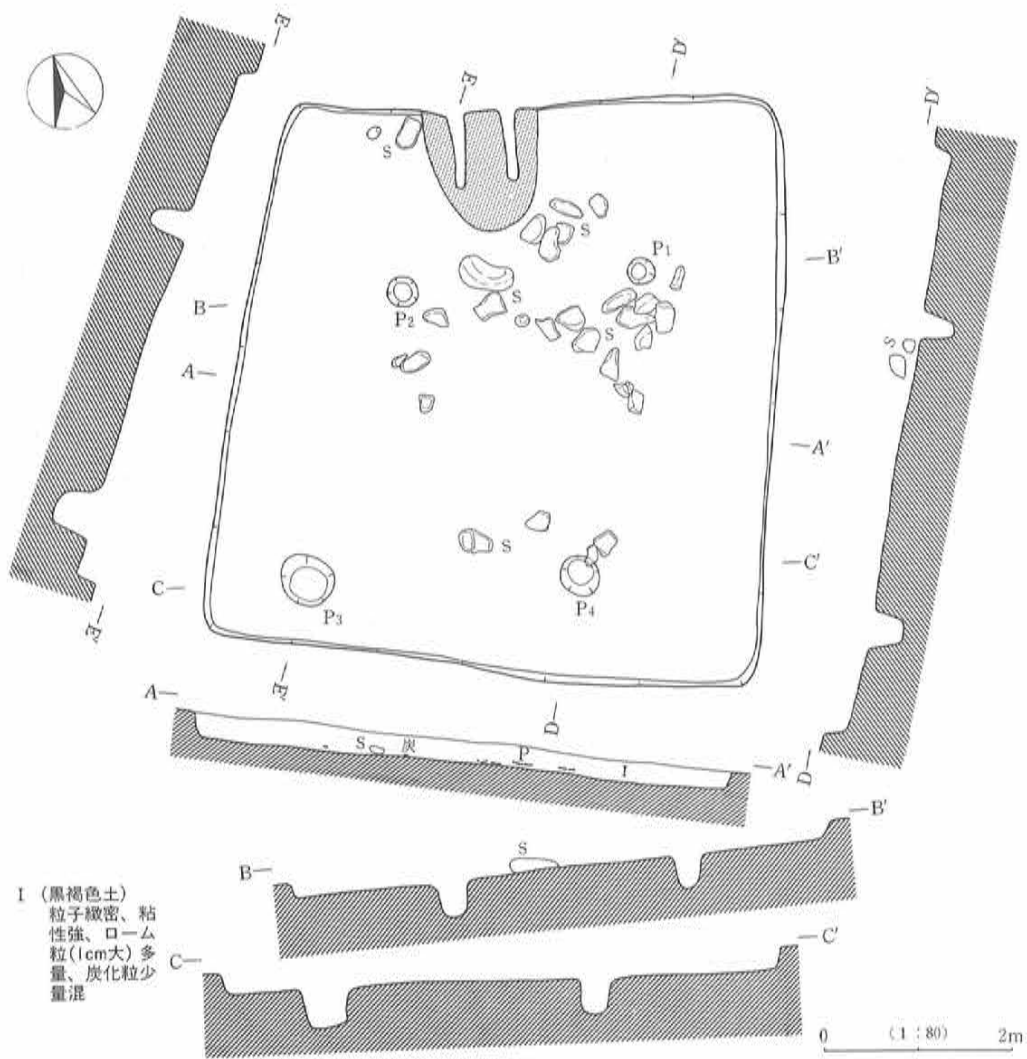 E
E
D'
D'
S
S
P1
B'
B
P2
S
S
S
A
A'
S
C'
C
P3
P4
E'
E'
A
D
S
炭
P
I
A'
D
B'
S
B
I (黒褐色土)
粒子緻密、粘
性強、ローム
粒(1cm大) 多
量、炭化粒少
量混
C
C'
0 (1:80) 2m